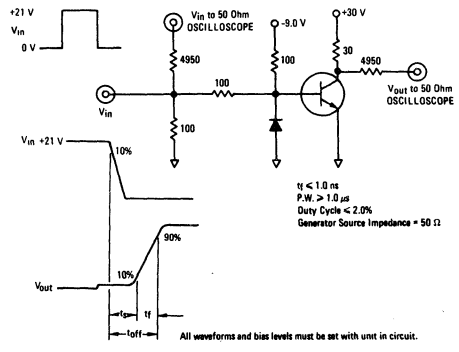 +21 V
Vin
0 V
Vin to 50 Ohm
OSCILLOSCOPE
-9.0 V
+30 V
4950
100
30
4950
100
Vin
100
Vout to 50 Ohm
OSCILLOSCOPE
Vin +21 V
10%
tf ≤ 1.0 ns
P.W. ≥ 1.0 μs
Duty Cycle ≤ 2.0%
Generator Source Impedance = 50 Ω
90%
10%
Vout
ts
tf
toff
All waveforms and bias levels must be set with unit in circuit.